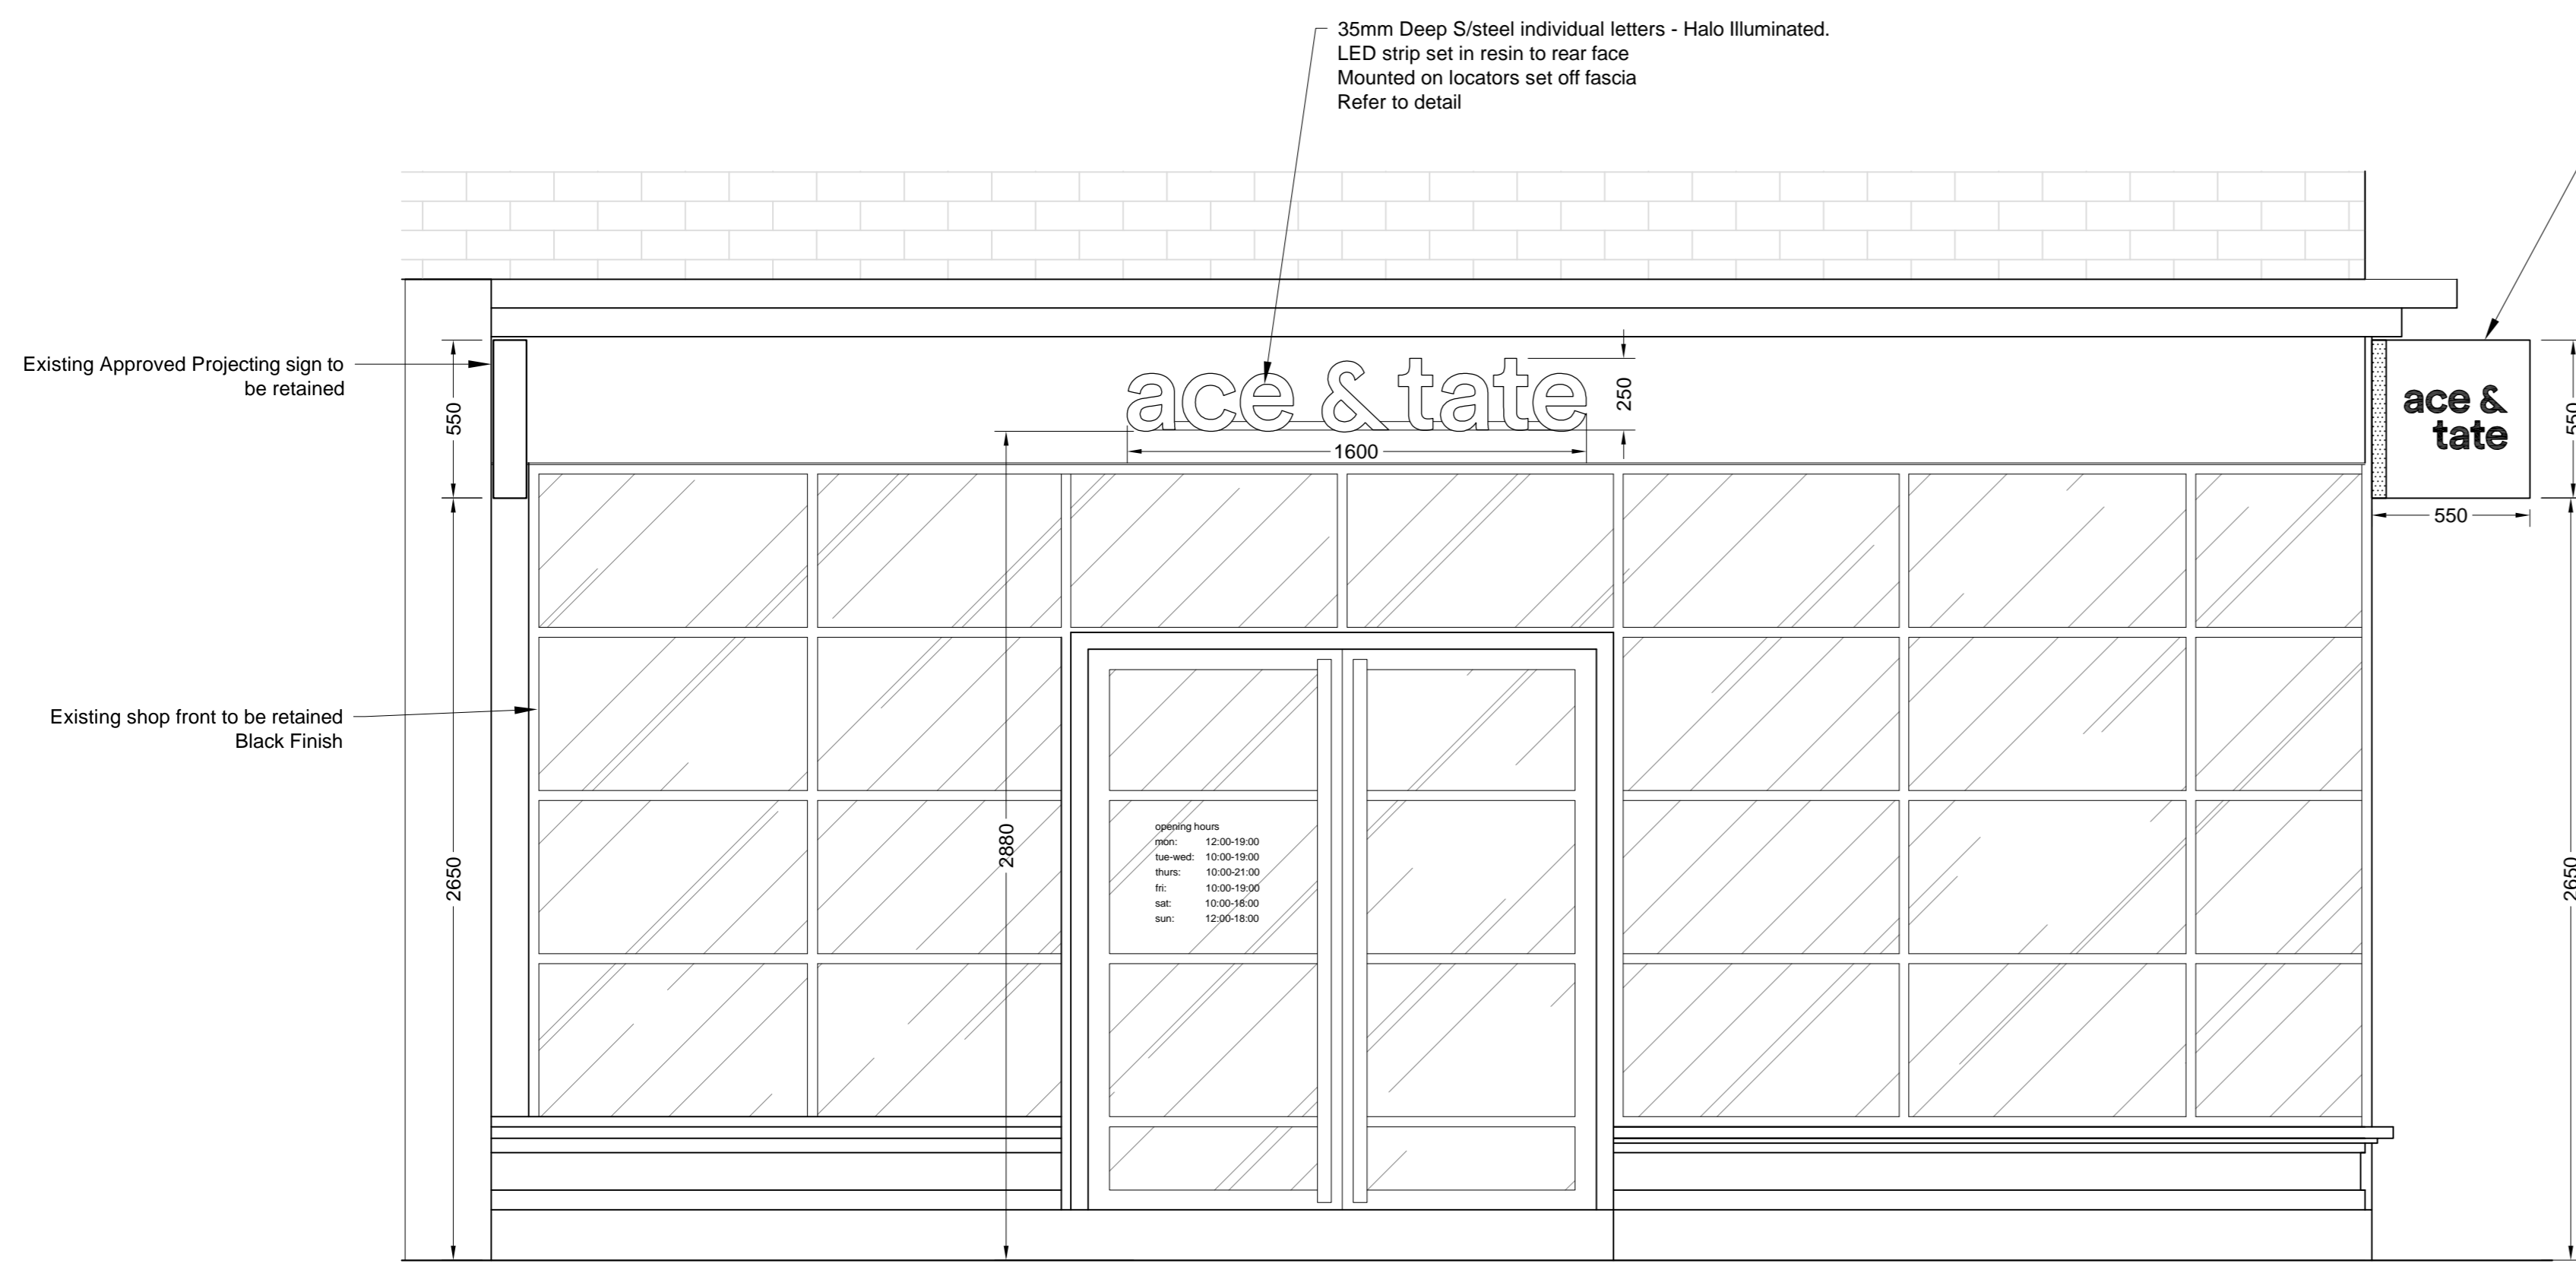 35mm Deep S/steel individual letters - Halo Illuminated.
LED strip set in resin to rear face
Mounted on locators set off fascia
Refer to detail
Existing Approved Projecting sign to
be retained
550
ace & tate
250
1600
ace &
tate
550
550
Existing shop front to be retained
Black Finish
2650
2880
opening hours
mon: 12:00-19:00
tue-wed: 10:00-19:00
thurs: 10:00-21:00
fri: 10:00-19:00
sat: 10:00-18:00
sun: 12:00-18:00
2650